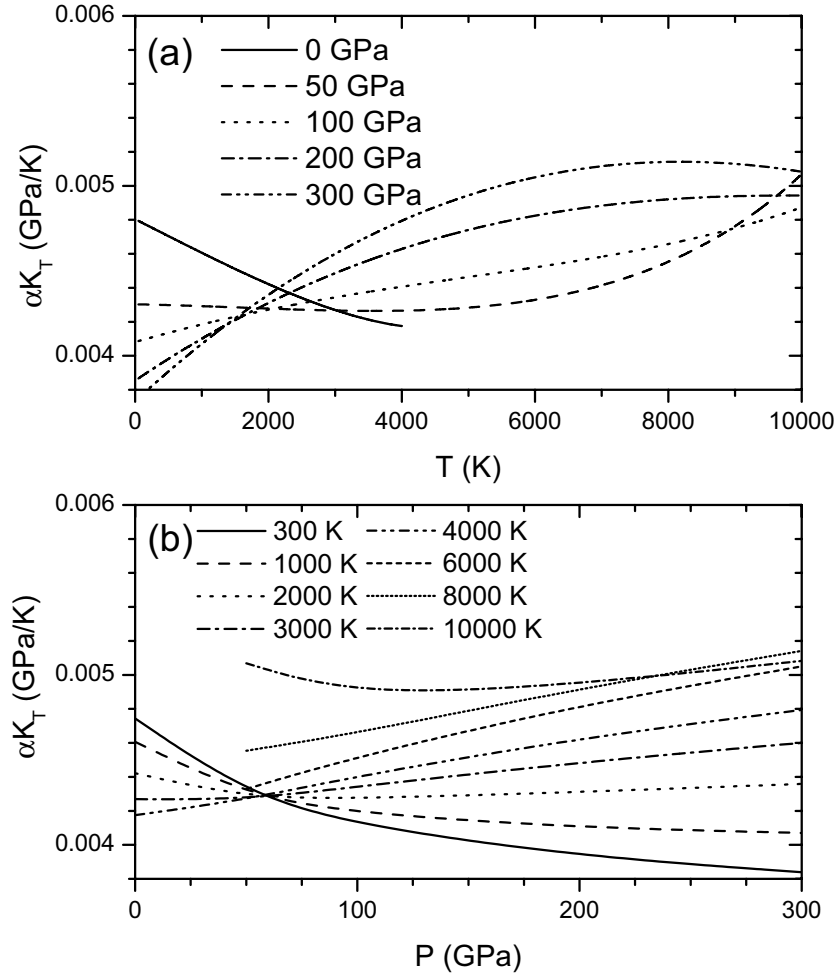 0.006
(a)
0 GPa
50 GPa
100 GPa
200 GPa
300 GPa
0.005
0.004
αK_T (GPa/K)
0 2000 4000 6000 8000 10000
T (K)
0.006
(b)
300 K 4000 K
1000 K 6000 K
2000 K 8000 K
3000 K 10000 K
0.005
0.004
αK_T (GPa/K)
0 100 200 300
P (GPa)